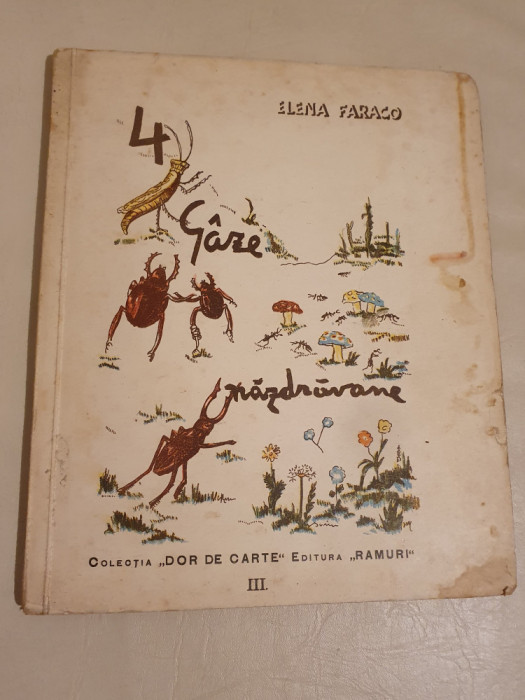 ELENA FARAGO
4
Gâze
năzdrăvane
COLECȚIA „DOR DE CARTE" EDITURA „RAMURI"
III.